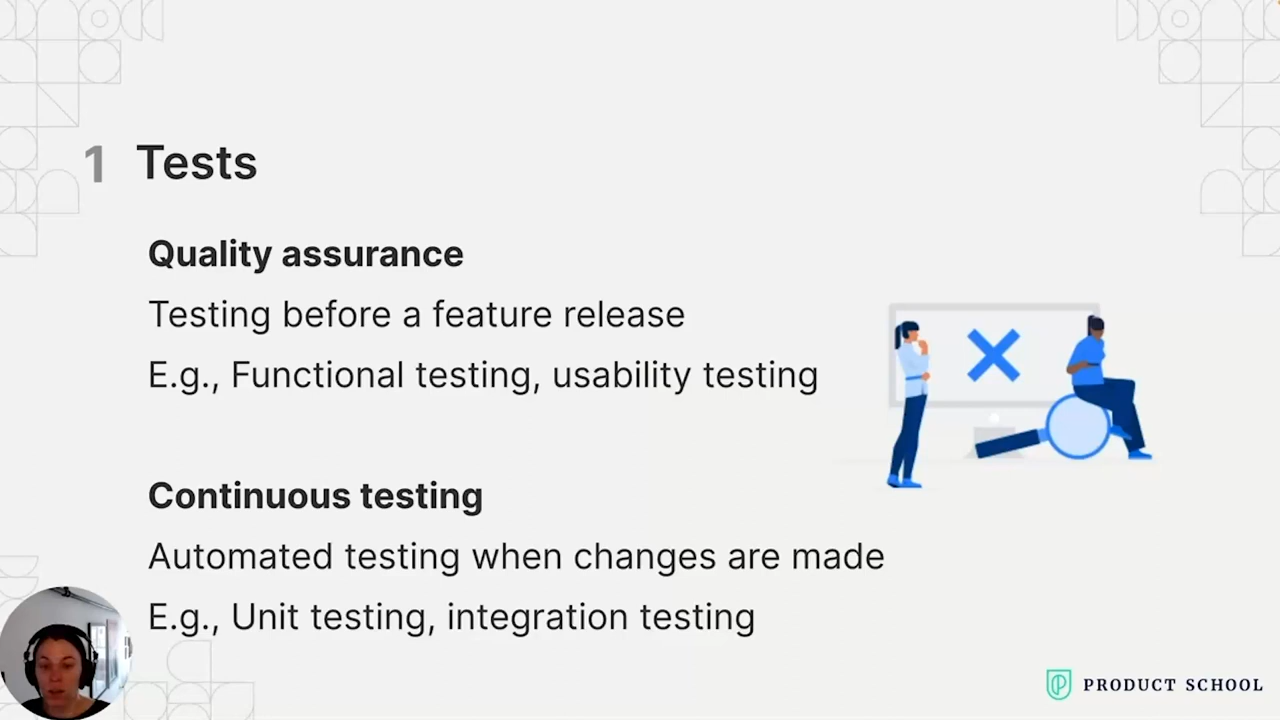 1 Tests
Quality assurance
Testing before a feature release
E.g., Functional testing, usability testing
Continuous testing
Automated testing when changes are made
E.g., Unit testing, integration testing
PRODUCT SCHOOL